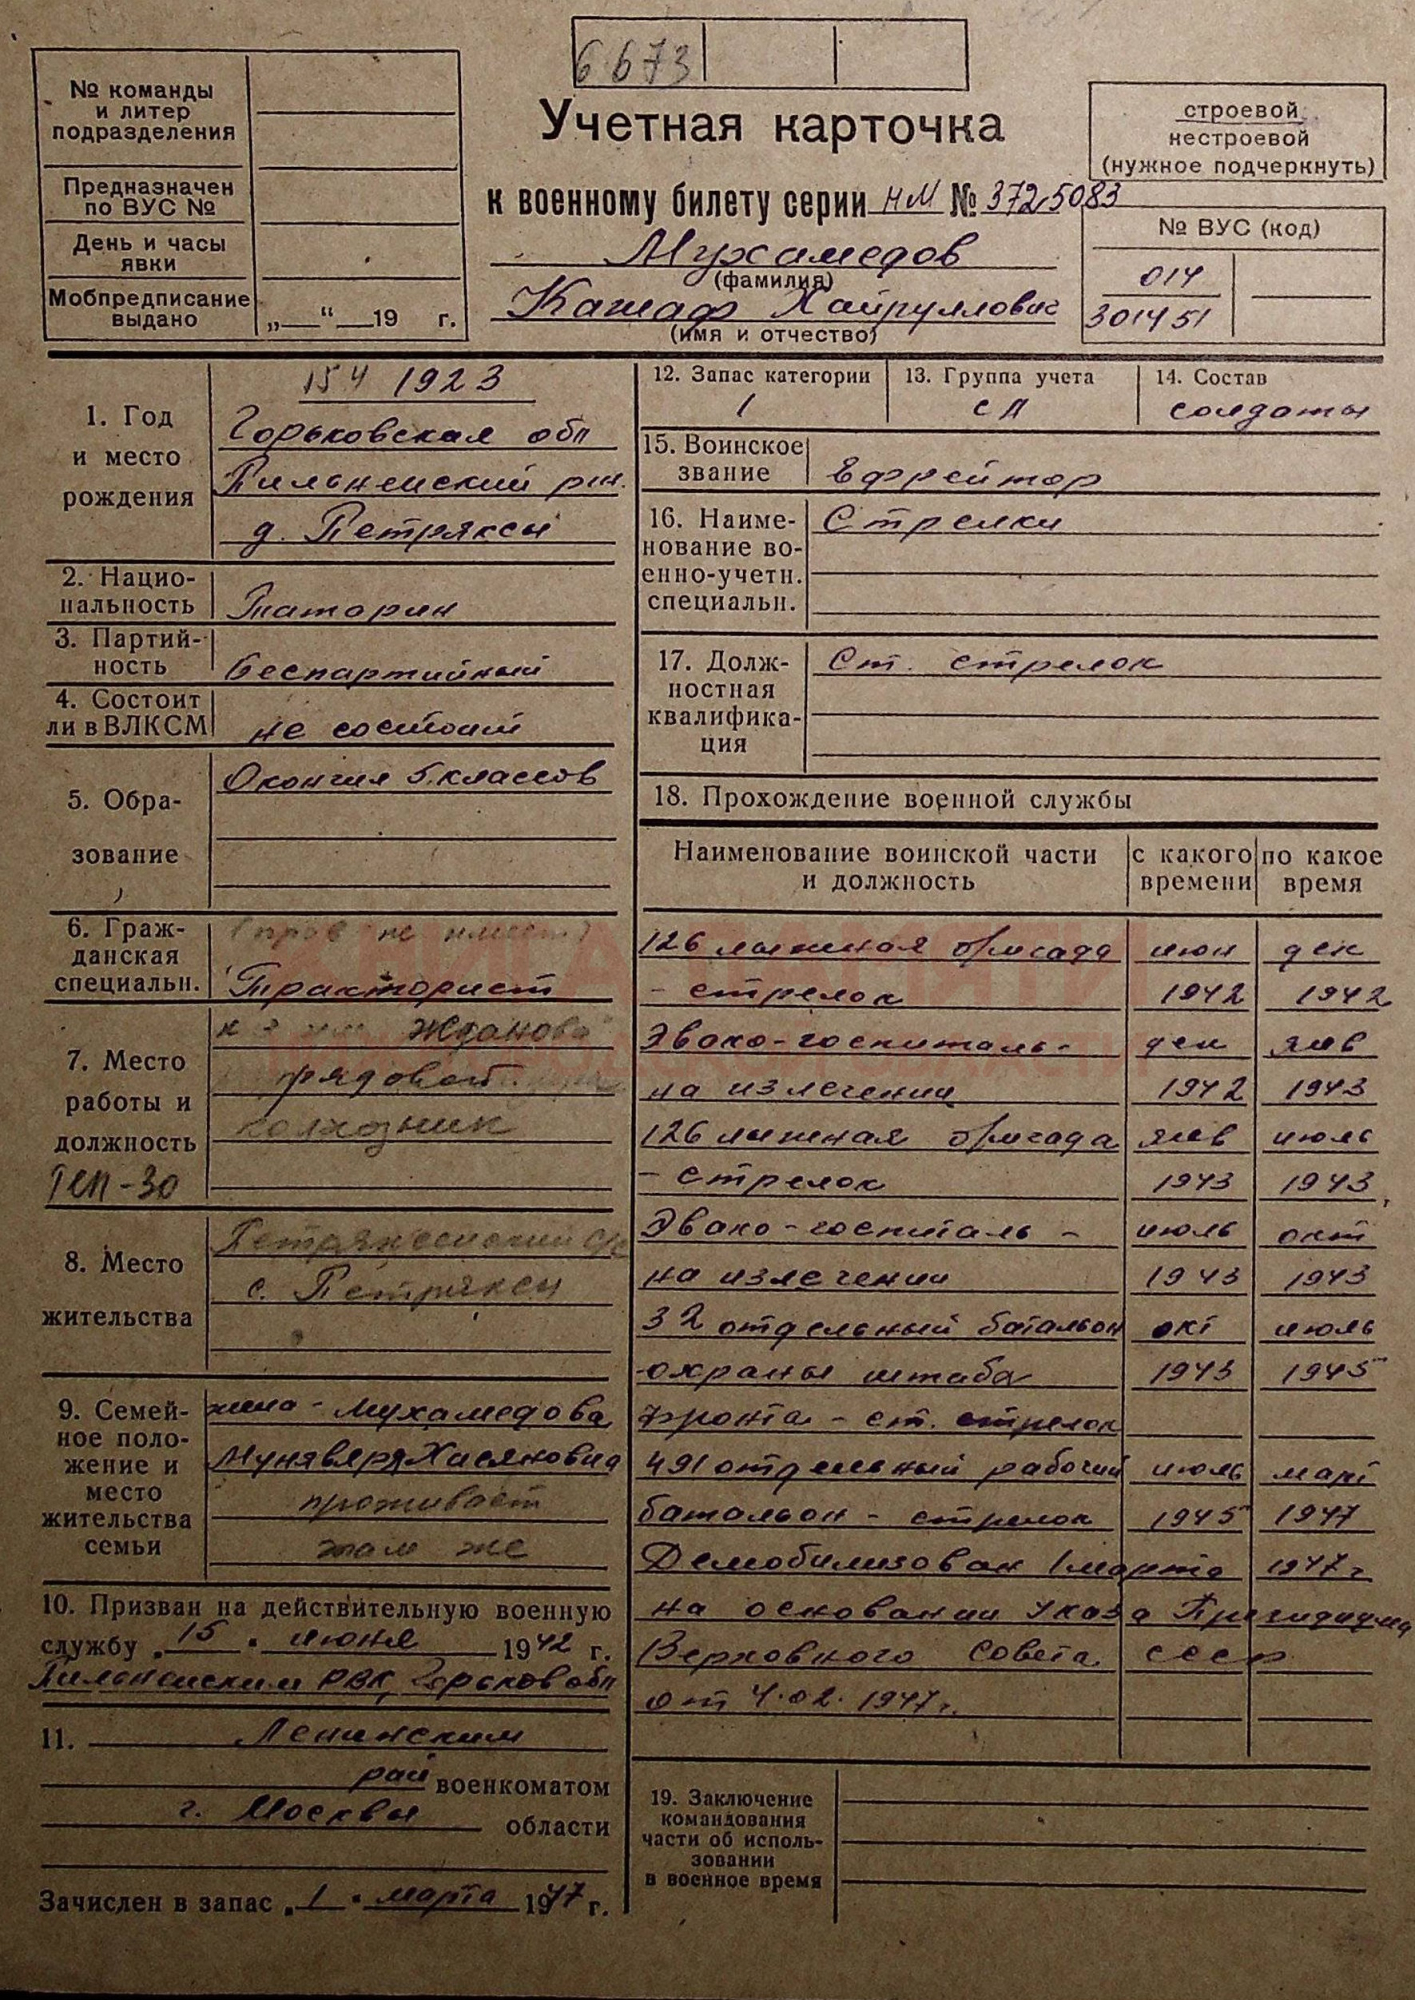 6673
№ команды
и литер
подразделения
Предназначен
по ВУС №
День и часы
явки
Мобпредписание
выдано
„ “ 19 г.
Учетная карточка
к военному билету серии НМ № 3725083
Мухамедов
(фамилия)
Кашаф Хайруллович
(имя и отчество)
строевой
нестроевой
(нужное подчеркнуть)
№ ВУС (код)
014
301451
1. Год
и место
рождения
15 4 1923
Горьковская обл
Пильненский рн.
д. Петряксы
2. Нацио-
нальность
Татарин
3. Партий-
ность
беспартийный
4. Состоит
ли в ВЛКСМ
не состоит
5. Обра-
зование
Окончил 5 классов
6. Граж-
данская
специальн.
(прав не имеет)
Тракторист
7. Место
работы и
должность
ТСП-30
к-з им Жданова
рядовой
колхозник
8. Место
жительства
Петряксинский с/с
с. Петряксы
9. Семей-
ное поло-
жение и
место
жительства
семьи
жена - Мухамедова
Мунявяря Хисяновна
проживает
там же
10. Призван на действительную военную
службу „15“ июня 1942 г.
Пильненским РВК, Горьков обл
11. Ленинским
рай военкоматом
г. Москвы области
Зачислен в запас „1“ марта 1947 г.
12. Запас категории
1
13. Группа учета
СА
14. Состав
солдаты
15. Воинское
звание
Ефрейтор
16. Наиме-
нование во-
енно-учетн.
специальн.
Стрелки
17. Долж-
ностная
квалифика-
ция
Ст. стрелок
18. Прохождение военной службы
Наименование воинской части
и должность
с какого
времени
по какое
время
126 лыжная бригада июн дек
- стрелок 1942 1942
Эвако-госпиталь- дек янв
на излечении 1942 1943
126 лыжная бригада янв июль
- стрелок 1943 1943
Эвако-госпиталь - июль окт
на излечении 1943 1943
32 отдельный батальон окт июль
охраны штаба 1943 1945
фронта - ст. стрелок
491 отдельный рабочий июль март
батальон - стрелок 1945 1947
Демобилизован 1 марта 1947 г
на основании Указа Президиума
Верховного Совета СССР
от 4.02.1947г.
19. Заключение
командования
части об исполь-
зовании
в военное время